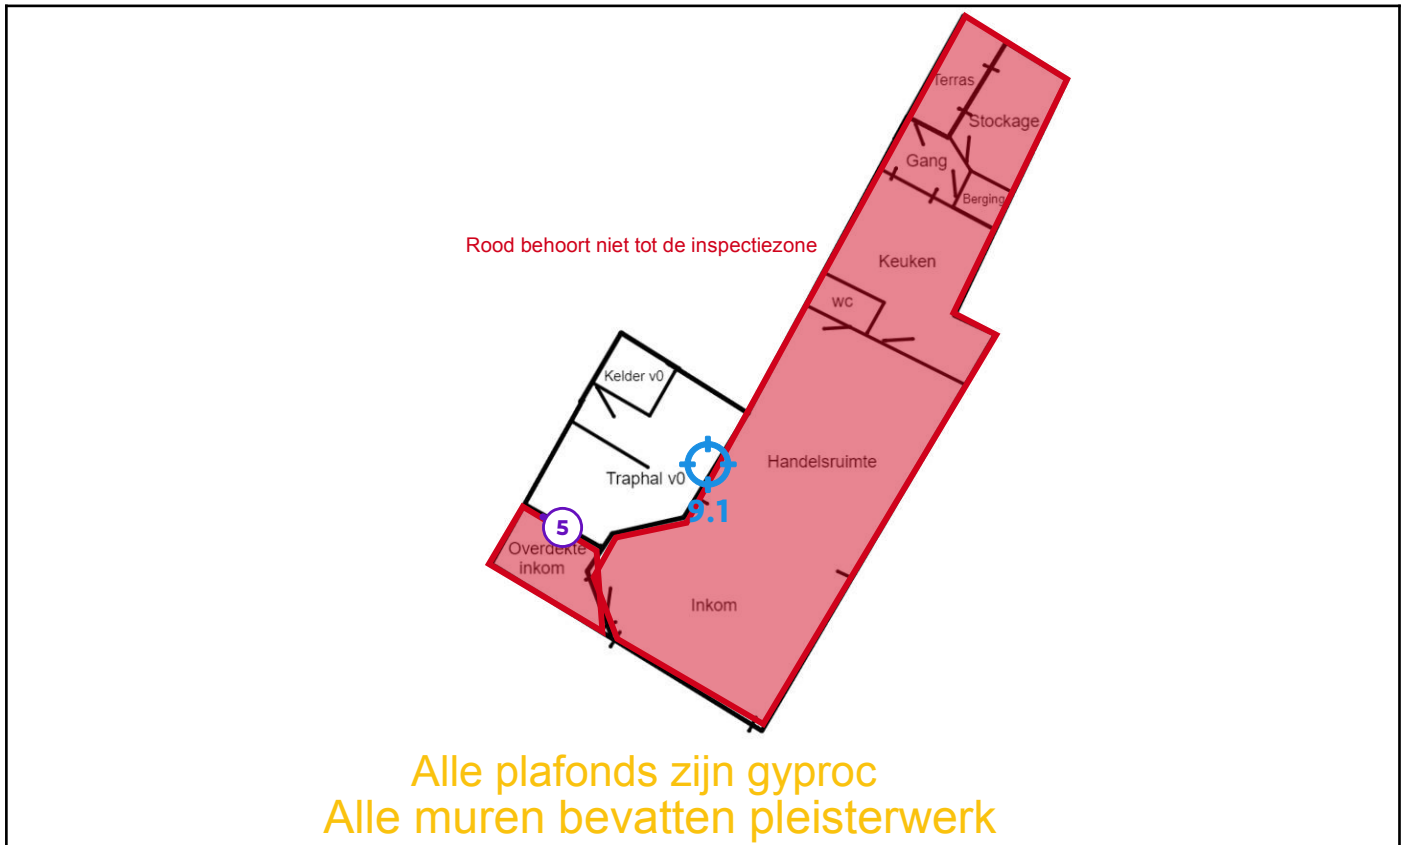 Terras
Stockage
Gang
Berging
Rood behoort niet tot de inspectiezone
Keuken
wc
Kelder v0
Handelsruimte
Traphal v0
9.1
5
Overdekte
inkom
Inkom
Alle plafonds zijn gyproc
Alle muren bevatten pleisterwerk